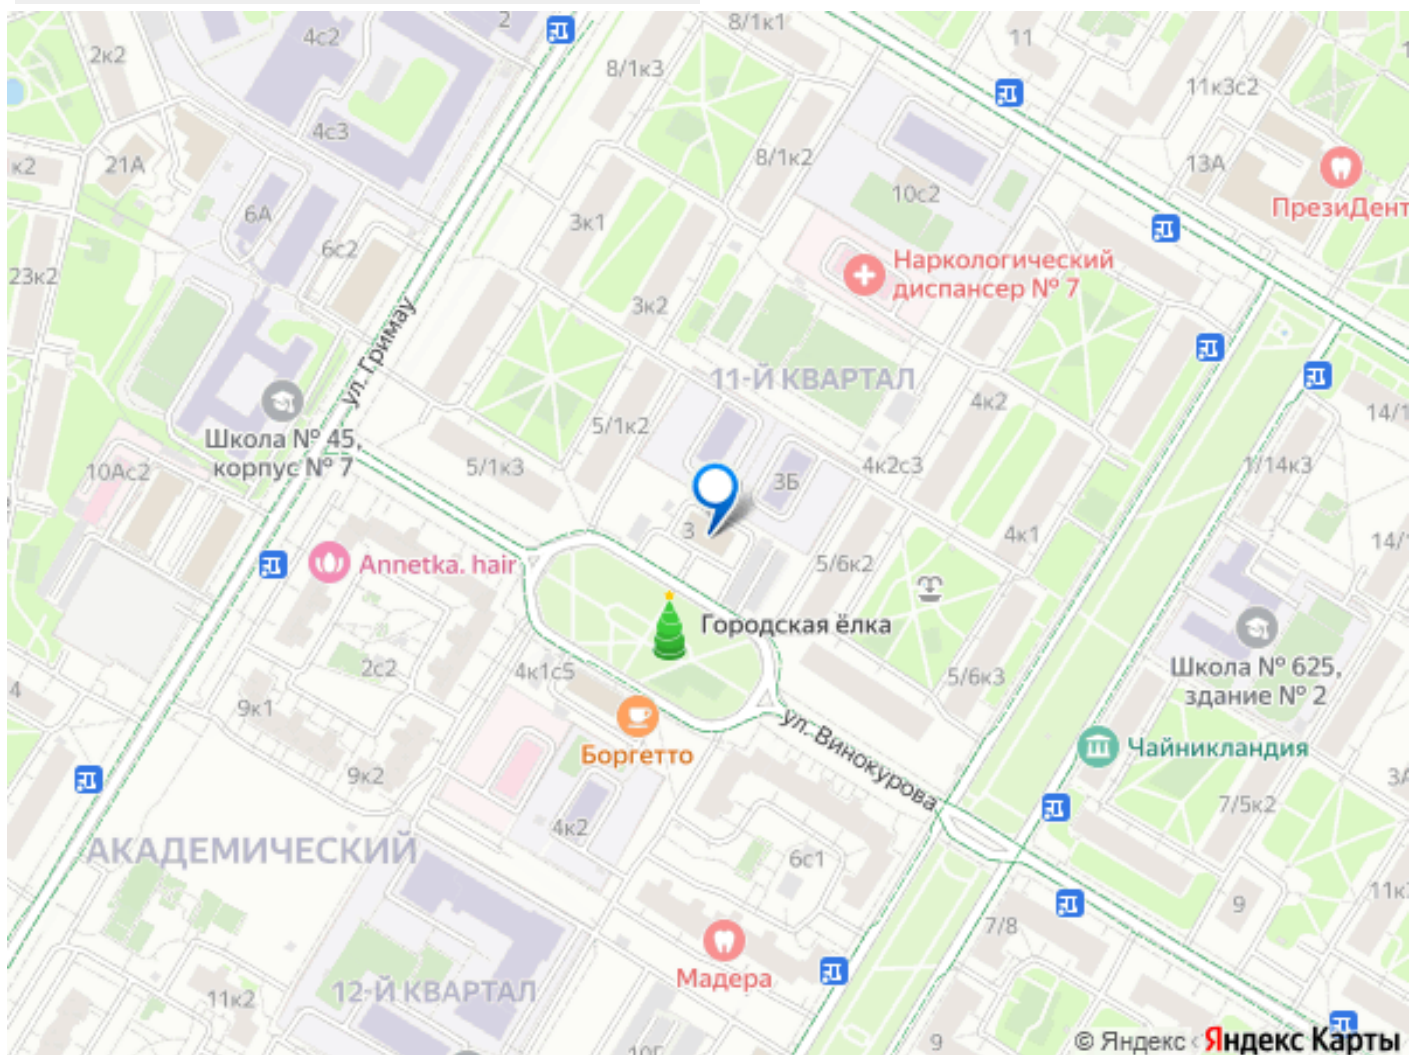 2
8/1к1
11
4с2
2к2
8/1к3
11к3с2
4с3
8/1к2
13А
к2
21А
10с2
ПрезиДент
6А
3к1
6с2
Наркологический
диспансер № 7
23к2
3к2
ул. Гримау
11-Й КВАРТАЛ
4к2
14/1
5/1к2
Школа № 45,
корпус № 7
10Ас2
5/1к3
4к2с3
1/14к3
3Б
3
4к1
14/
Annetka. hair
5/6к2
Городская ёлка
2с2
4к1с5
5/6к3
Школа № 625,
здание № 2
4
9к1
ул. Винокурова
Боргетто
Чайникландия
9к2
3А
7/5к2
4к2
АКАДЕМИЧЕСКИЙ
6с1
11к
9
7/8
Мадера
12-Й КВАРТАЛ
11к2
9
© Яндекс
Яндекс Карты